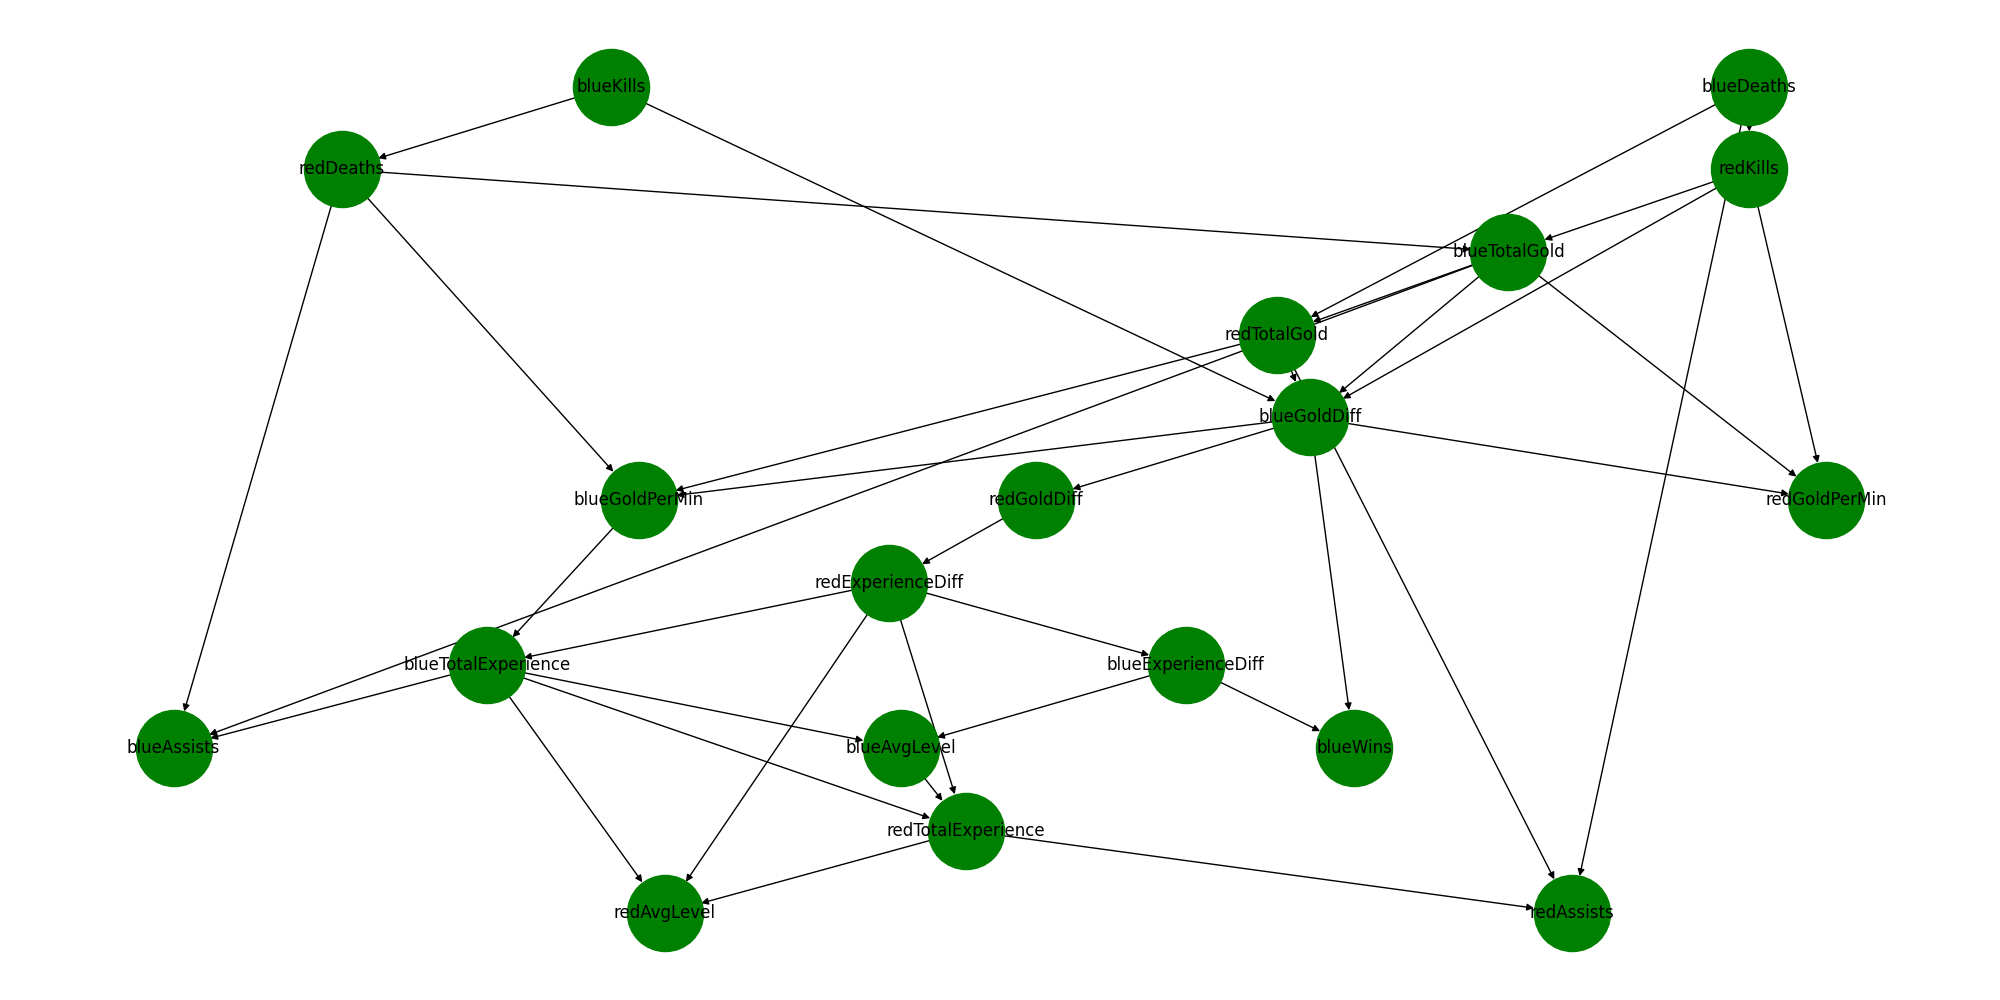 blueKills
blueDeaths
redDeaths
redKills
blueTotalGold
redTotalGold
blueGoldDiff
blueGoldPerMin
redGoldDiff
redGoldPerMin
redExperienceDiff
blueTotalExperience
blueExperienceDiff
blueAssists
blueAvgLevel
blueWins
redTotalExperience
redAvgLevel
redAssists